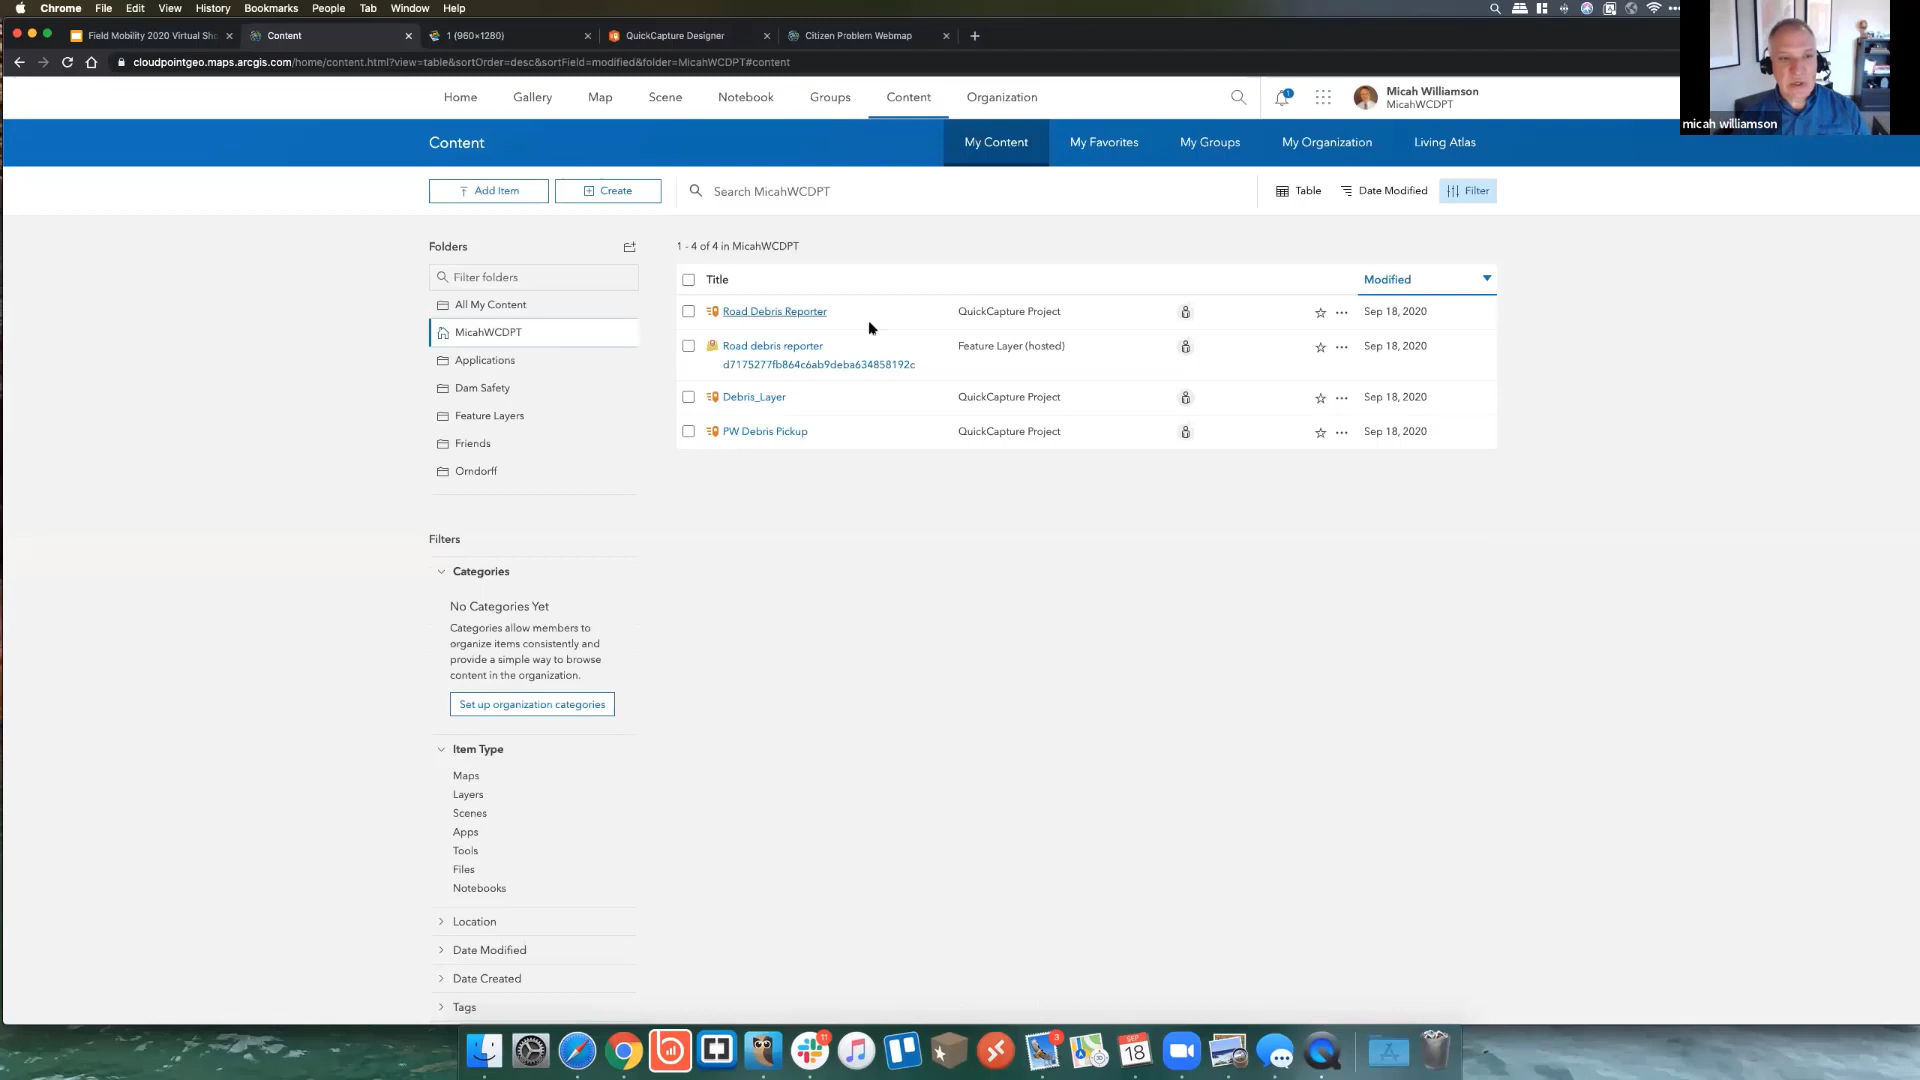 Chrome File Edit View History Bookmarks People Tab Window Help
Field Mobility 2020 Virtual Sh
Content
1 (960×1280)
QuickCapture Designer
Citizen Problem Webmap
cloudpointgeo.maps.arcgis.com/home/content.html?view=table&sortOrder=desc&sortField=modified&folder=MicahWCDPT#content
Home Gallery Map Scene Notebook Groups Content Organization
1
Micah Williamson
MicahWCDPT
micah williamson
Content
My Content My Favorites My Groups My Organization Living Atlas
Add Item Create
Search MicahWCDPT
Table Date Modified Filter
Folders
Filter folders
All My Content
MicahWCDPT
Applications
Dam Safety
Feature Layers
Friends
Orndorff
1 - 4 of 4 in MicahWCDPT
Title Modified
Road Debris Reporter QuickCapture Project Sep 18, 2020
Road debris reporter Feature Layer (hosted) Sep 18, 2020
d7175277fb864c6ab9deba634858192c
Debris_Layer QuickCapture Project Sep 18, 2020
PW Debris Pickup QuickCapture Project Sep 18, 2020
Filters
Categories
No Categories Yet
Categories allow members to
organize items consistently and
provide a simple way to browse
content in the organization.
Set up organization categories
Item Type
Maps
Layers
Scenes
Apps
Tools
Files
Notebooks
Location
Date Modified
Date Created
Tags
11
3
SEP
18